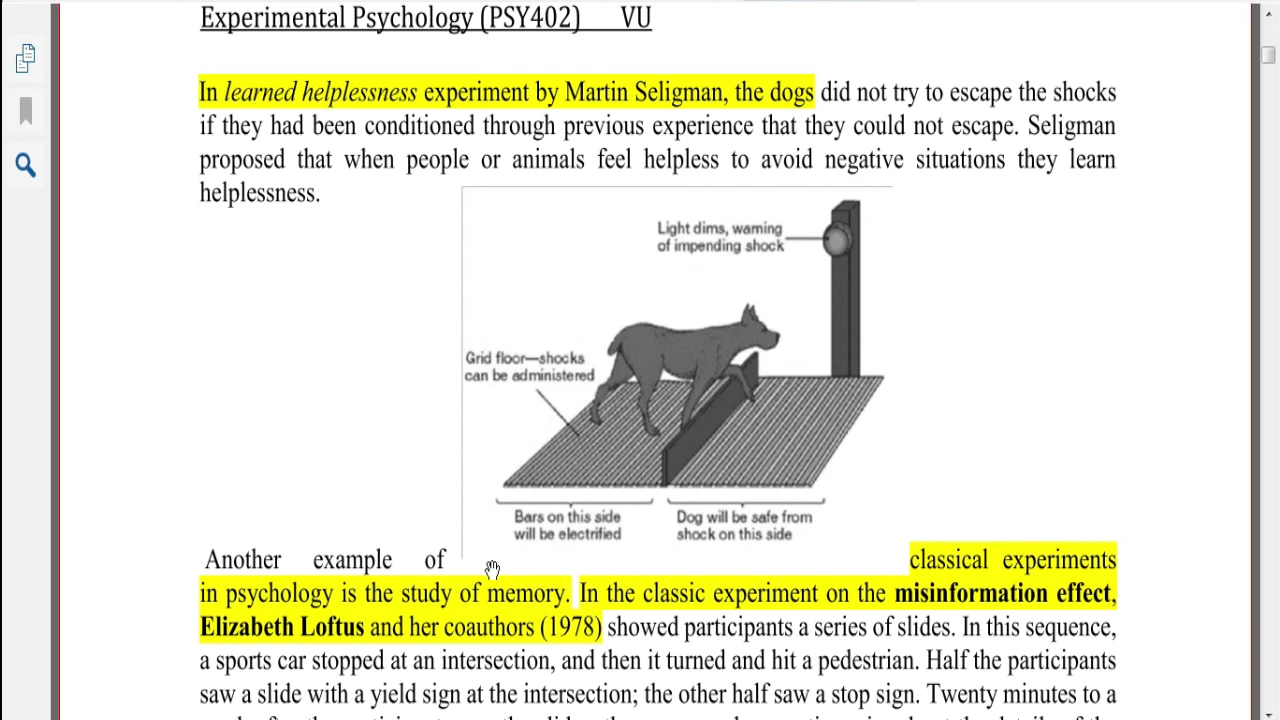 Experimental Psychology (PSY402) VU
In learned helplessness experiment by Martin Seligman, the dogs did not try to escape the shocks
if they had been conditioned through previous experience that they could not escape. Seligman
proposed that when people or animals feel helpless to avoid negative situations they learn
helplessness.
Light dims, warning
of impending shock
Grid floor—shocks
can be administered
Bars on this side
will be electrified
Dog will be safe from
shock on this side
Another example of classical experiments
in psychology is the study of memory. In the classic experiment on the misinformation effect,
Elizabeth Loftus and her coauthors (1978) showed participants a series of slides. In this sequence,
a sports car stopped at an intersection, and then it turned and hit a pedestrian. Half the participants
saw a slide with a yield sign at the intersection; the other half saw a stop sign. Twenty minutes to a